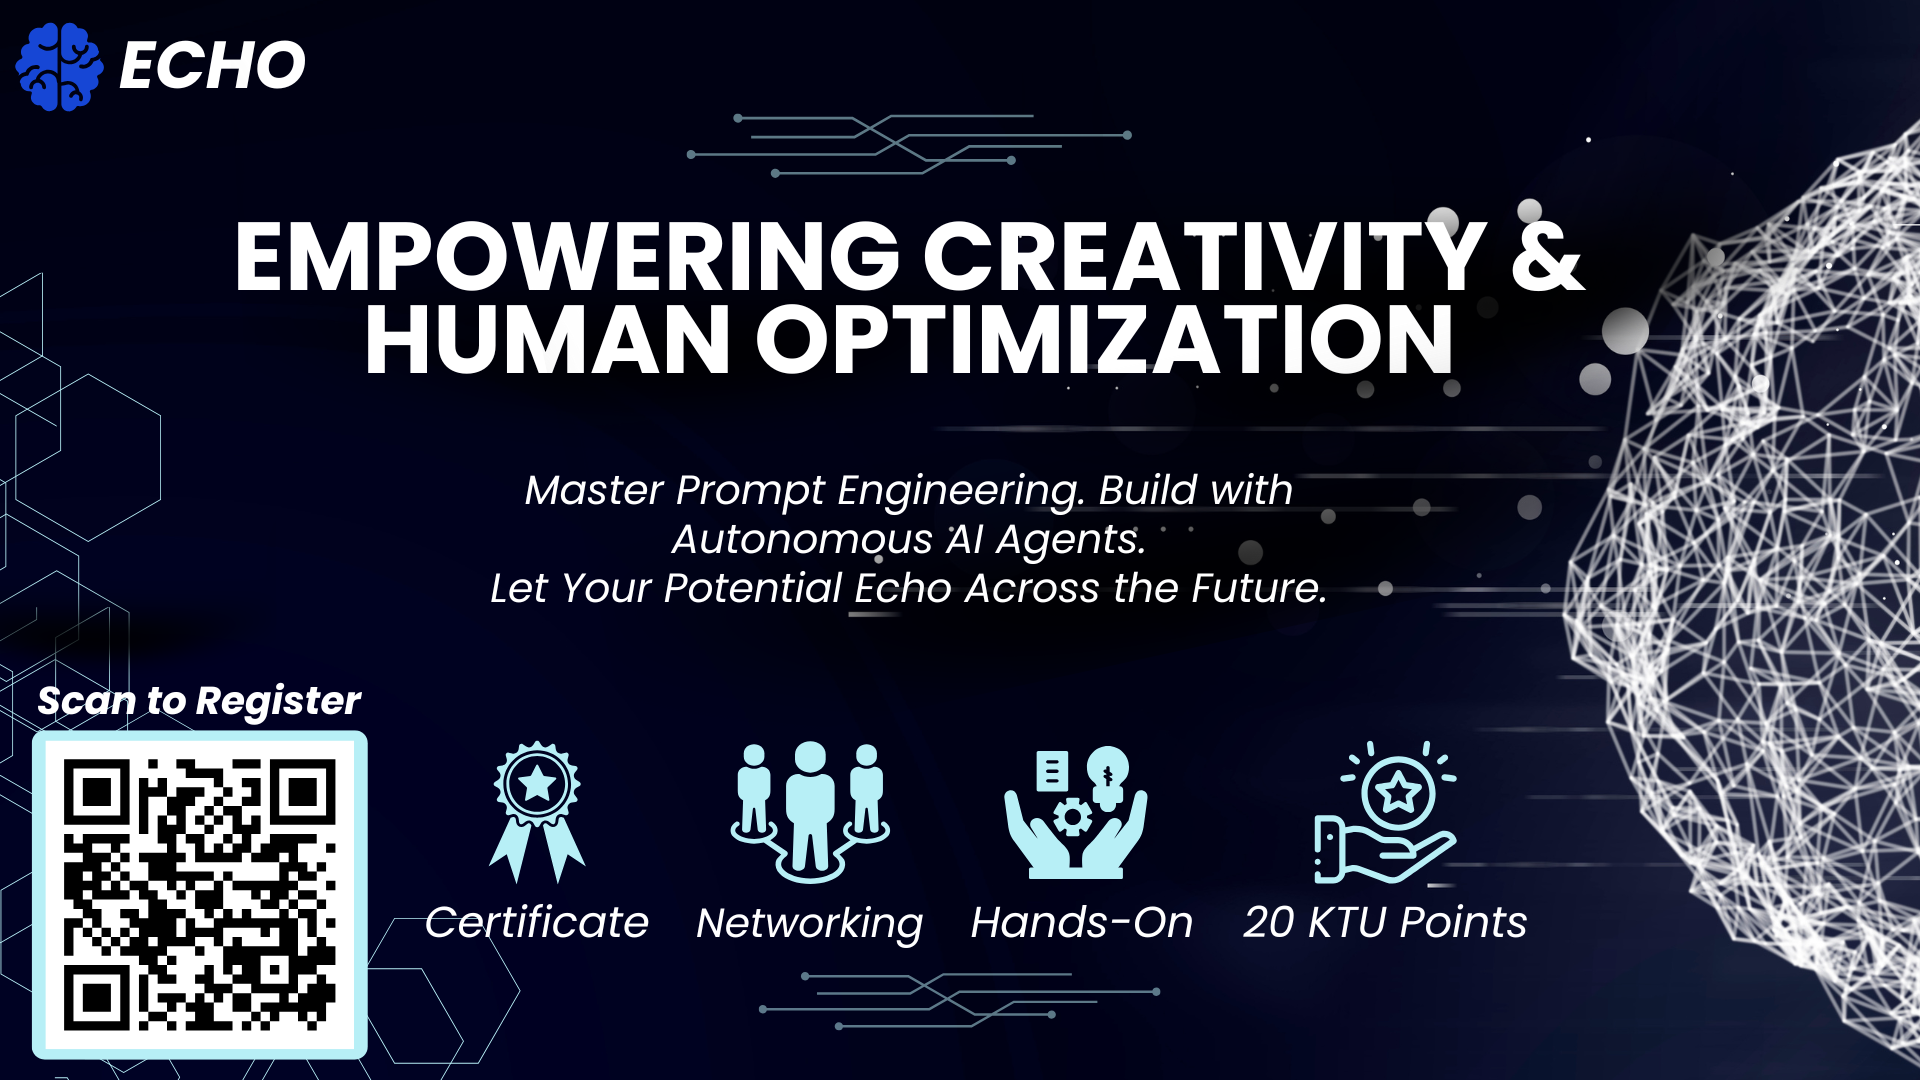 ECHO
EMPOWERING CREATIVITY &
HUMAN OPTIMIZATION
Master Prompt Engineering. Build with
Autonomous AI Agents.
Let Your Potential Echo Across the Future.
Scan to Register
Certificate
Networking
Hands-On
20 KTU Points